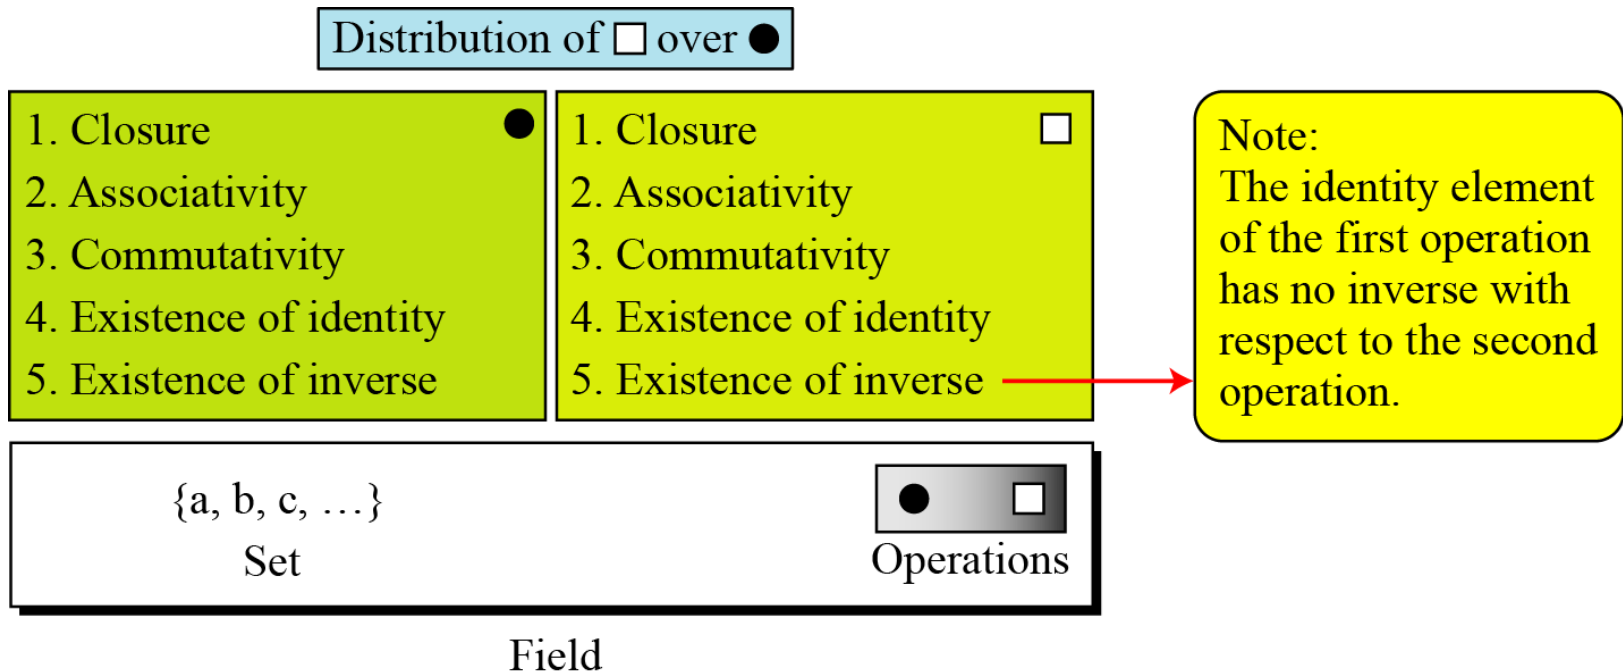 Distribution of □ over ●
1. Closure
2. Associativity
3. Commutativity
4. Existence of identity
5. Existence of inverse
1. Closure
2. Associativity
3. Commutativity
4. Existence of identity
5. Existence of inverse
Note:
The identity element
of the first operation
has no inverse with
respect to the second
operation.
{a, b, c, …}
Set
Operations
Field